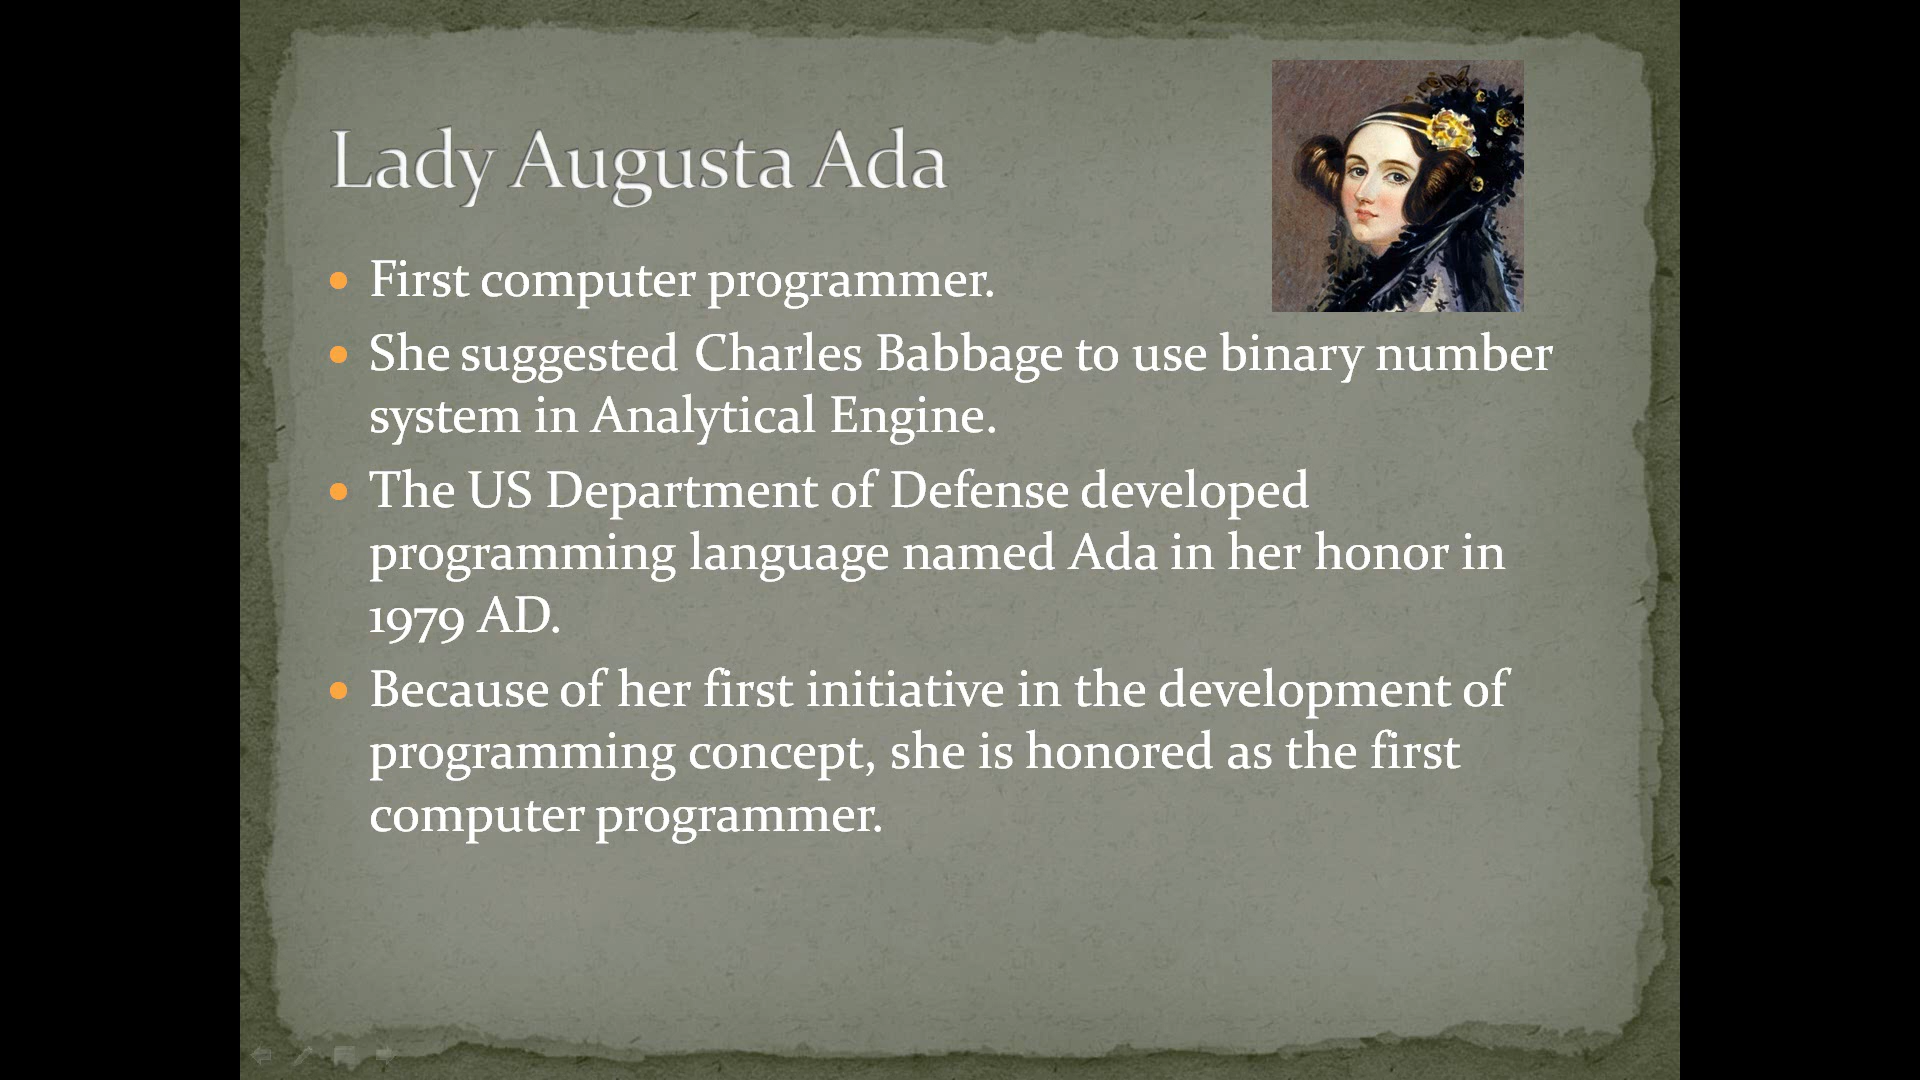 Lady Augusta Ada
First computer programmer.
She suggested Charles Babbage to use binary number
system in Analytical Engine.
The US Department of Defense developed
programming language named Ada in her honor in
1979 AD.
Because of her first initiative in the development of
programming concept, she is honored as the first
computer programmer.